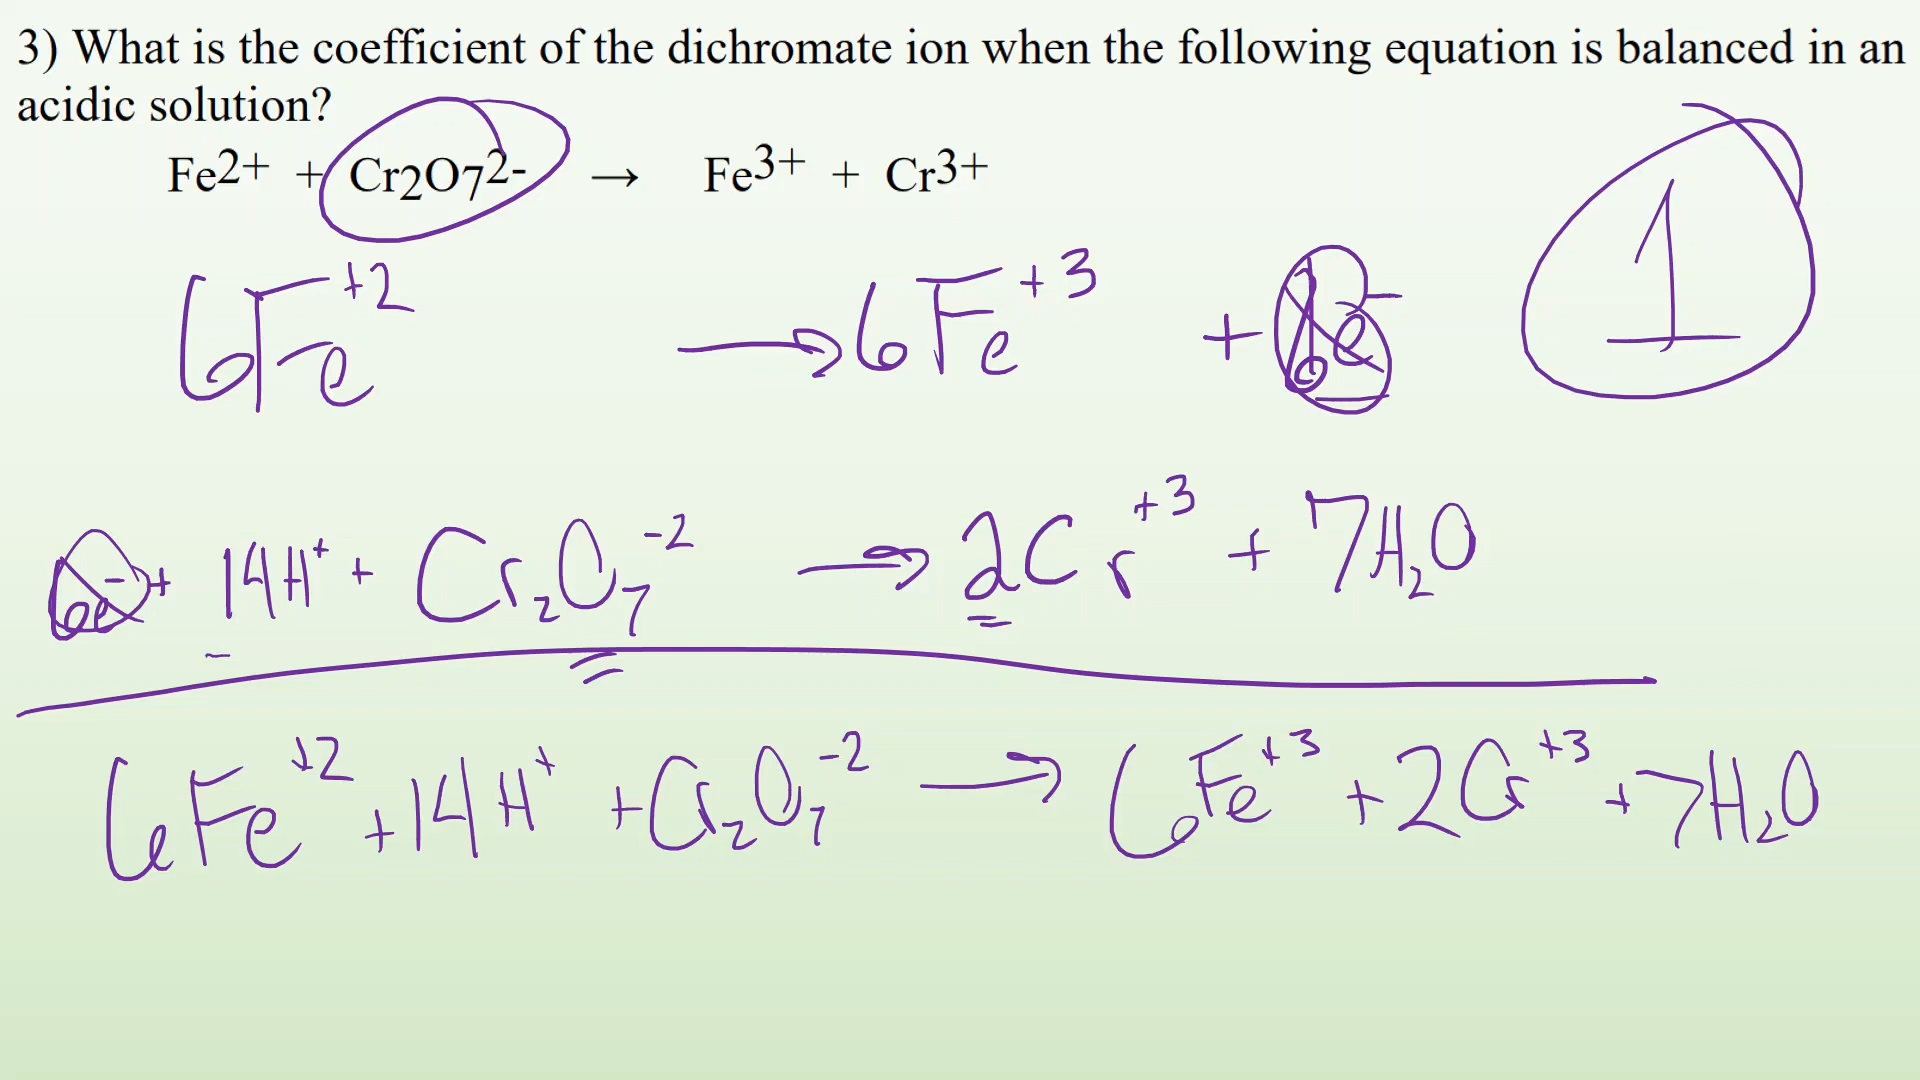 3) What is the coefficient of the dichromate ion when the following equation is balanced in an
acidic solution?
Fe2+ + Cr2O72- → Fe3+ + Cr3+
1
6Fe+2 → 6Fe+3 + 6e-
6e- + 14H+ + Cr2O7-2 → 2Cr+3 + 7H2O
6Fe+2 + 14H+ + Cr2O7-2 → 6Fe+3 + 2Cr+3 + 7H2O